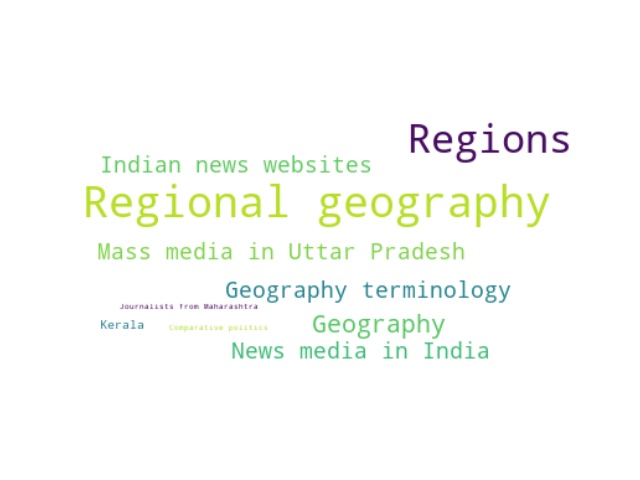 Regions
Indian news websites
Regional geography
Mass media in Uttar Pradesh
Geography terminology
Journalists from Maharashtra
Kerala
Comparative politics
Geography
News media in India